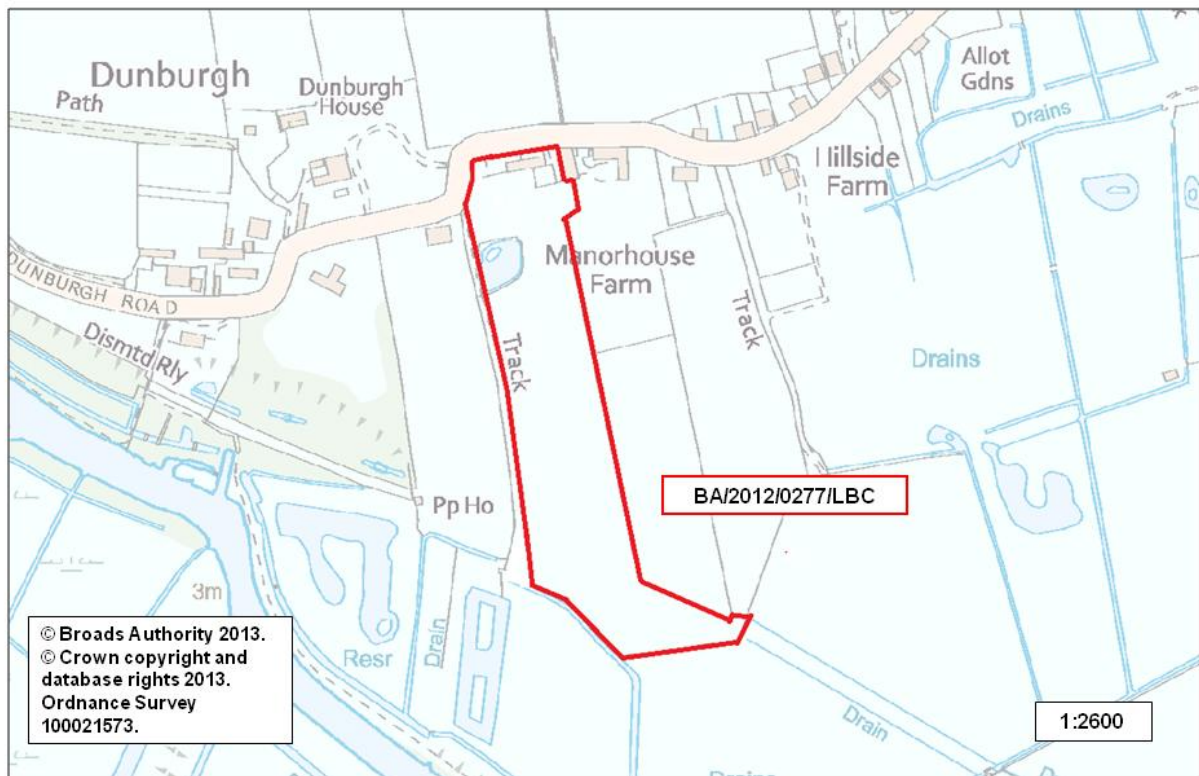 Dunburgh
Path
Dunburgh
House
Allot
Gdns
Drains
Hillside
Farm
Manorhouse
Farm
DUNBURGH ROAD
Dismtd Rly
Track
Track
Drains
BA/2012/0277/LBC
Pp Ho
3m
Resr
Drain
Drain
© Broads Authority 2013.
© Crown copyright and
database rights 2013.
Ordnance Survey
100021573.
1:2600